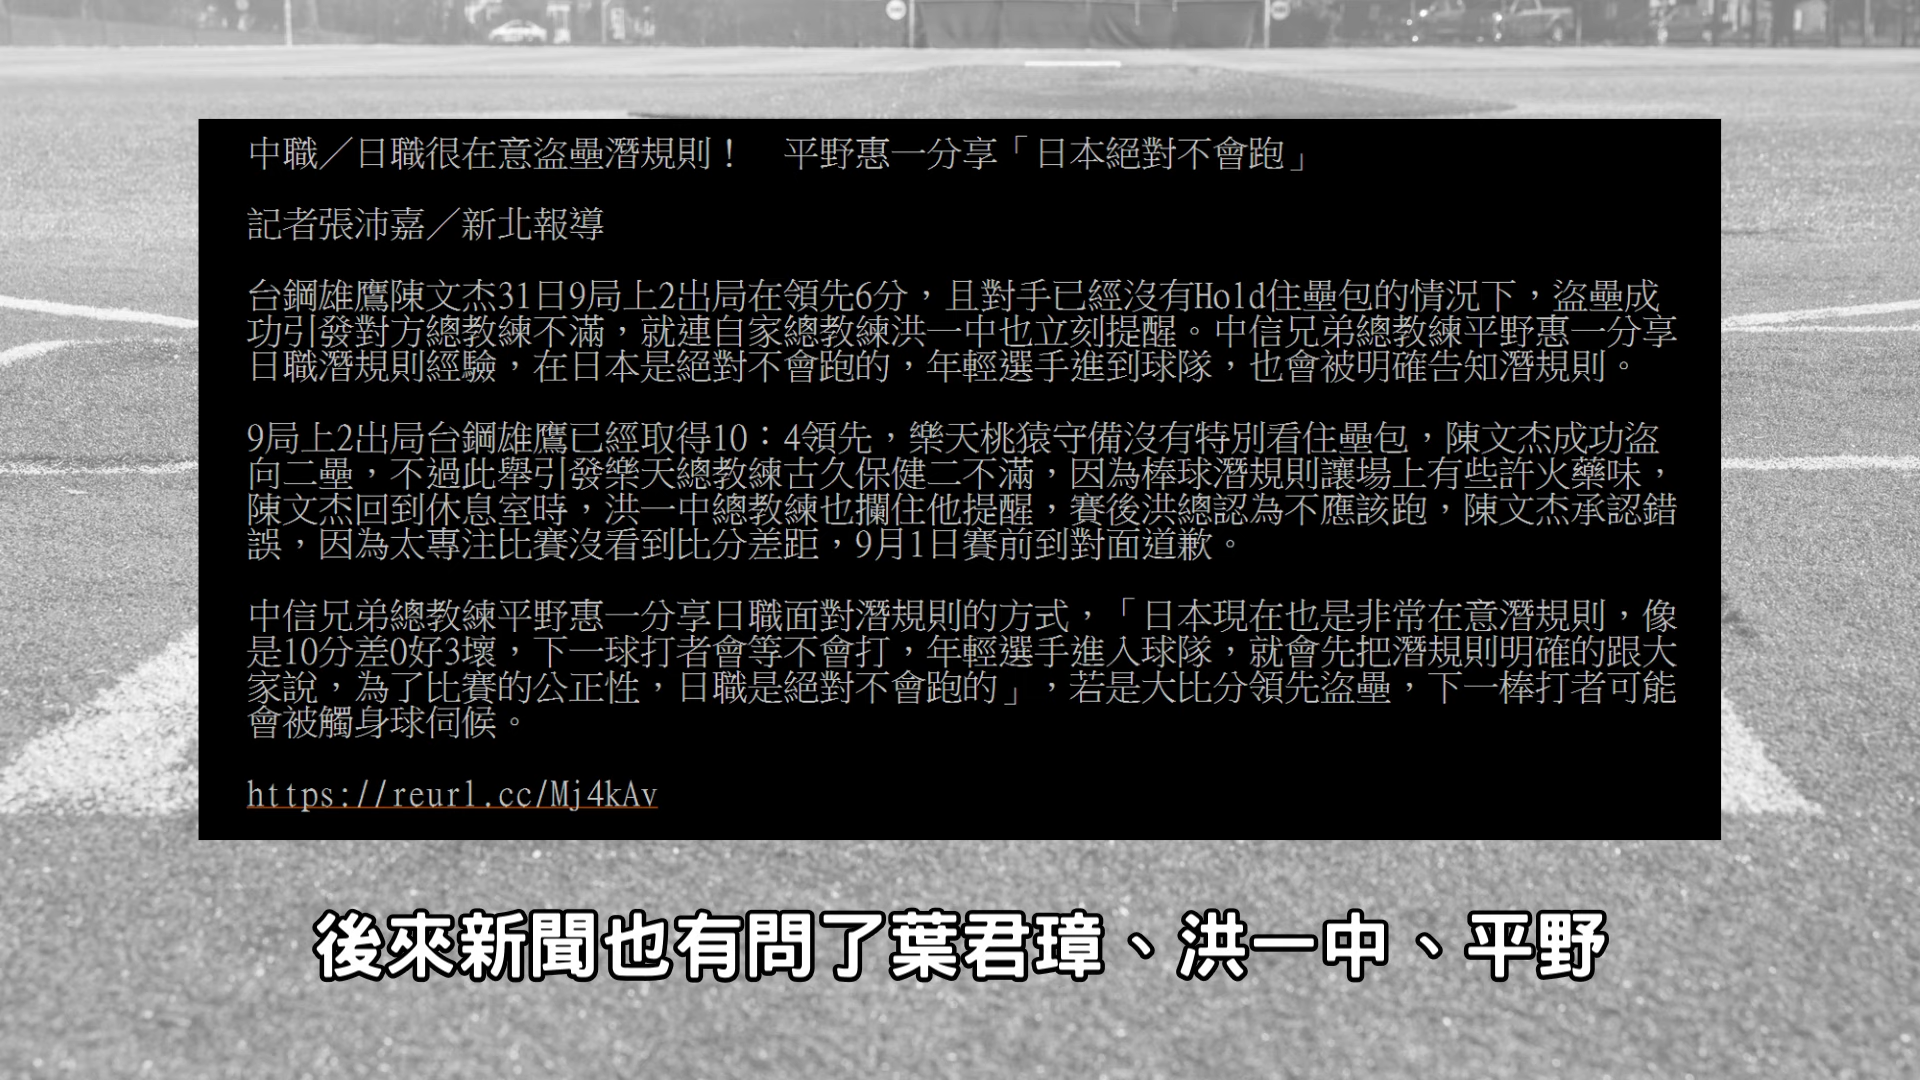 中職／日職很在意盜壘潛規則！　平野惠一分享「日本絕對不會跑」
記者張沛嘉／新北報導
台鋼雄鷹陳文杰31日9局上2出局在領先6分，且對手已經沒有Hold住壘包的情況下，盜壘成
功引發對方總教練不滿，就連自家總教練洪一中也立刻提醒。中信兄弟總教練平野惠一分享
日職潛規則經驗，在日本是絕對不會跑的，年輕選手進到球隊，也會被明確告知潛規則。
9局上2出局台鋼雄鷹已經取得10：4領先，樂天桃猿守備沒有特別看住壘包，陳文杰成功盜
向二壘，不過此舉引發樂天總教練古久保健二不滿，因為棒球潛規則讓場上有些許火藥味，
陳文杰回到休息室時，洪一中總教練也攔住他提醒，賽後洪總認為不應該跑，陳文杰承認錯
誤，因為太專注比賽沒看到比分差距，9月1日賽前到對面道歉。
中信兄弟總教練平野惠一分享日職面對潛規則的方式，「日本現在也是非常在意潛規則，像
是10分差0好3壞，下一球打者會等不會打，年輕選手進入球隊，就會先把潛規則明確的跟大
家說，為了比賽的公正性，日職是絕對不會跑的」，若是大比分領先盜壘，下一棒打者可能
會被觸身球伺候。
https://reurl.cc/Mj4kAv
後來新聞也有問了葉君璋、洪一中、平野